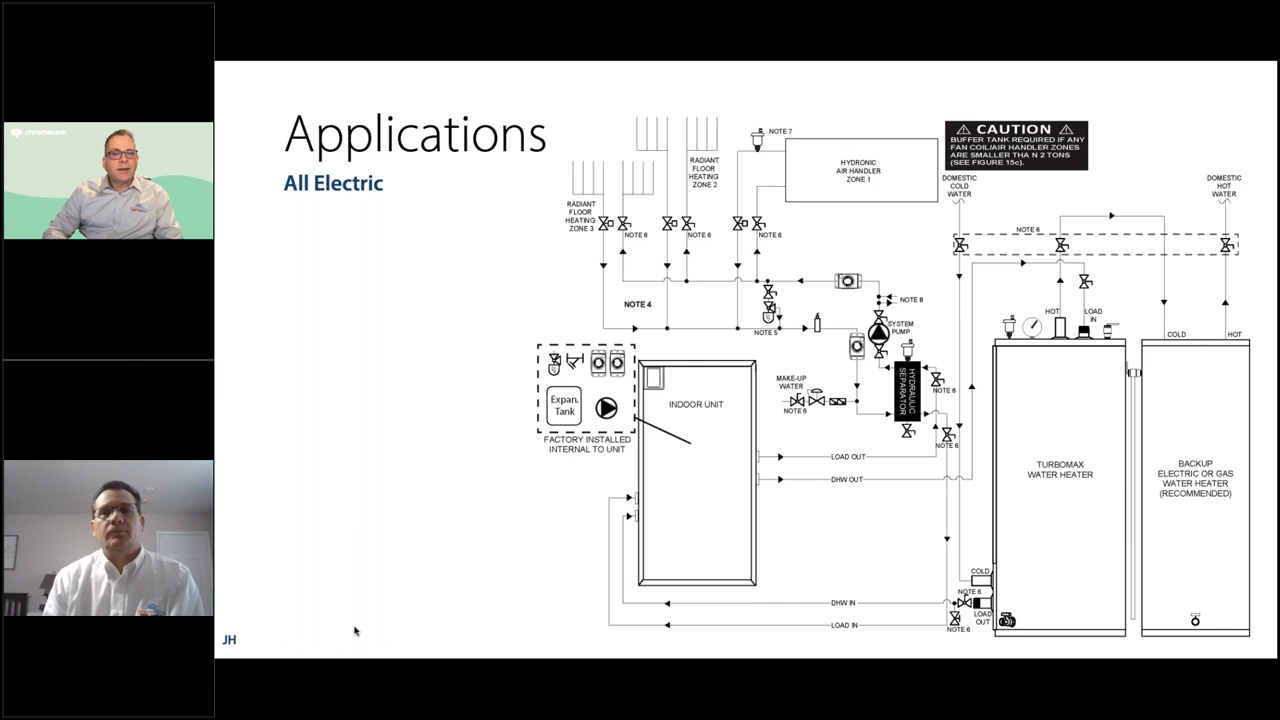 chromacam
Applications
All Electric
NOTE 7
RADIANT
FLOOR
HEATING
ZONE 2
HYDRONIC
AIR HANDLER
ZONE 1
CAUTION
BUFFER TANK REQUIRED IF ANY
FAN COIL/AIR HANDLER ZONES
ARE SMALLER THA N 2 TONS
(SEE FIGURE 15c).
DOMESTIC
COLD
WATER
DOMESTIC
HOT
WATER
RADIANT
FLOOR
HEATING
ZONE 3
NOTE 6
NOTE 6
NOTE 6
NOTE 6
NOTE 4
NOTE 8
NOTE 5
SYSTEM
PUMP
HOT
LOAD
IN
COLD
HOT
Expan.
Tank
FACTORY INSTALLED
INTERNAL TO UNIT
INDOOR UNIT
MAKE-UP
WATER
NOTE 6
HYDRAULIC
SEPARATOR
NOTE 6
NOTE 6
LOAD OUT
DHW OUT
TURBOMAX
WATER HEATER
BACKUP
ELECTRIC OR GAS
WATER HEATER
(RECOMMENDED)
COLD
NOTE 6
LOAD
OUT
NOTE 6
DHW IN
LOAD IN
JH